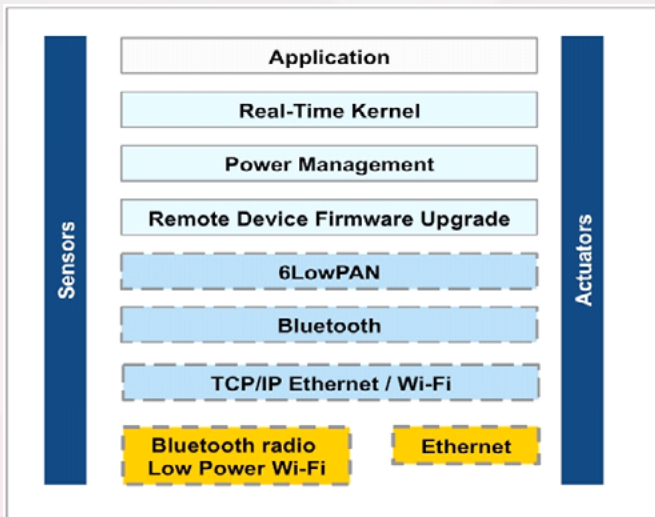 Application
Real-Time Kernel
Power Management
Remote Device Firmware Upgrade
6LowPAN
Bluetooth
TCP/IP Ethernet / Wi-Fi
Bluetooth radio
Low Power Wi-Fi
Ethernet
Sensors
Actuators